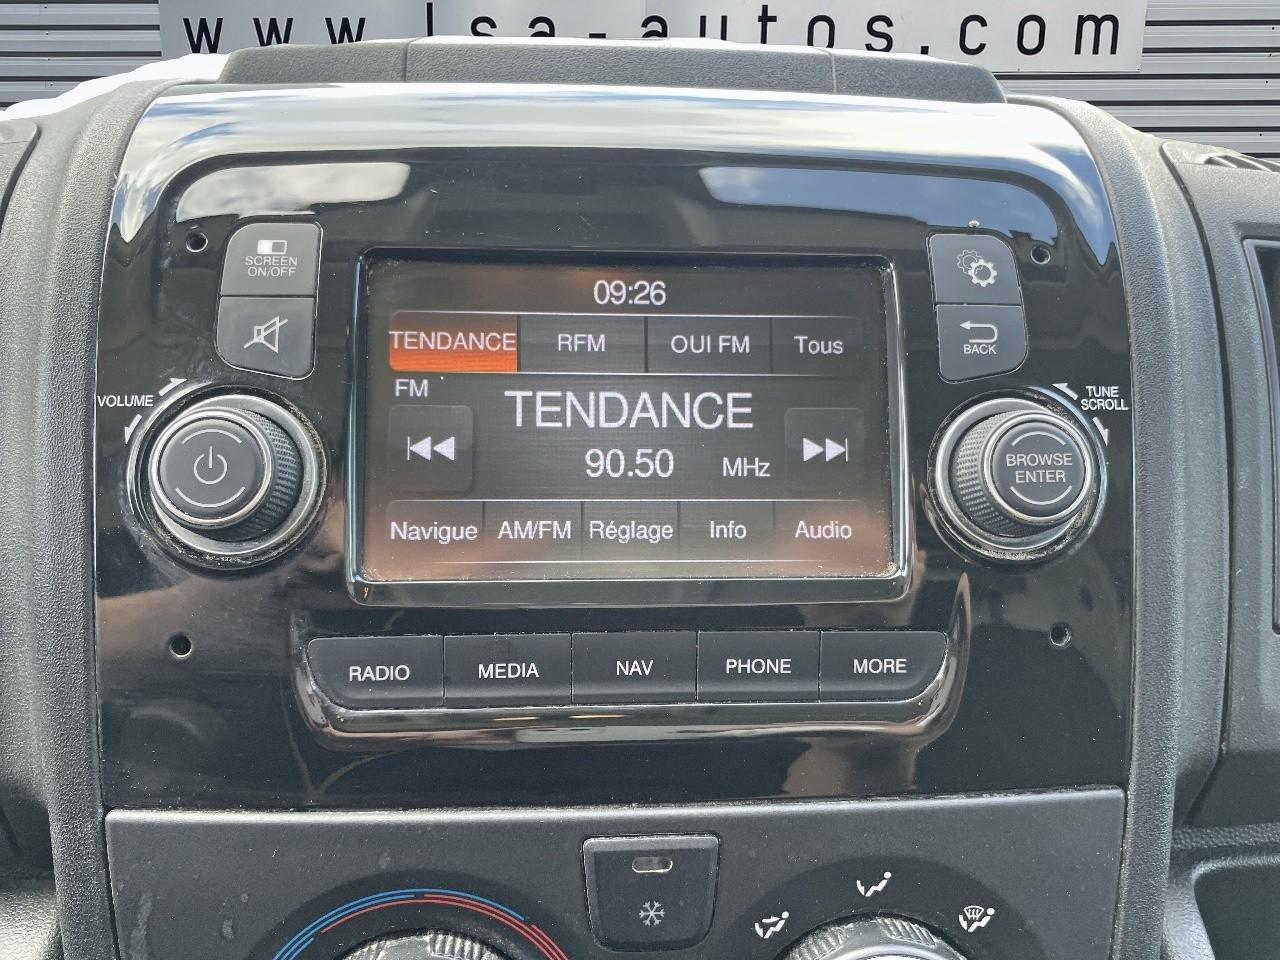 www.lsa-autos.com
SCREEN
ON/OFF
BACK
VOLUME
TUNE
SCROLL
BROWSE
ENTER
09:26
TENDANCE RFM OUI FM Tous
FM
TENDANCE
90.50 MHz
Navigue AM/FM Réglage Info Audio
RADIO MEDIA NAV PHONE MORE